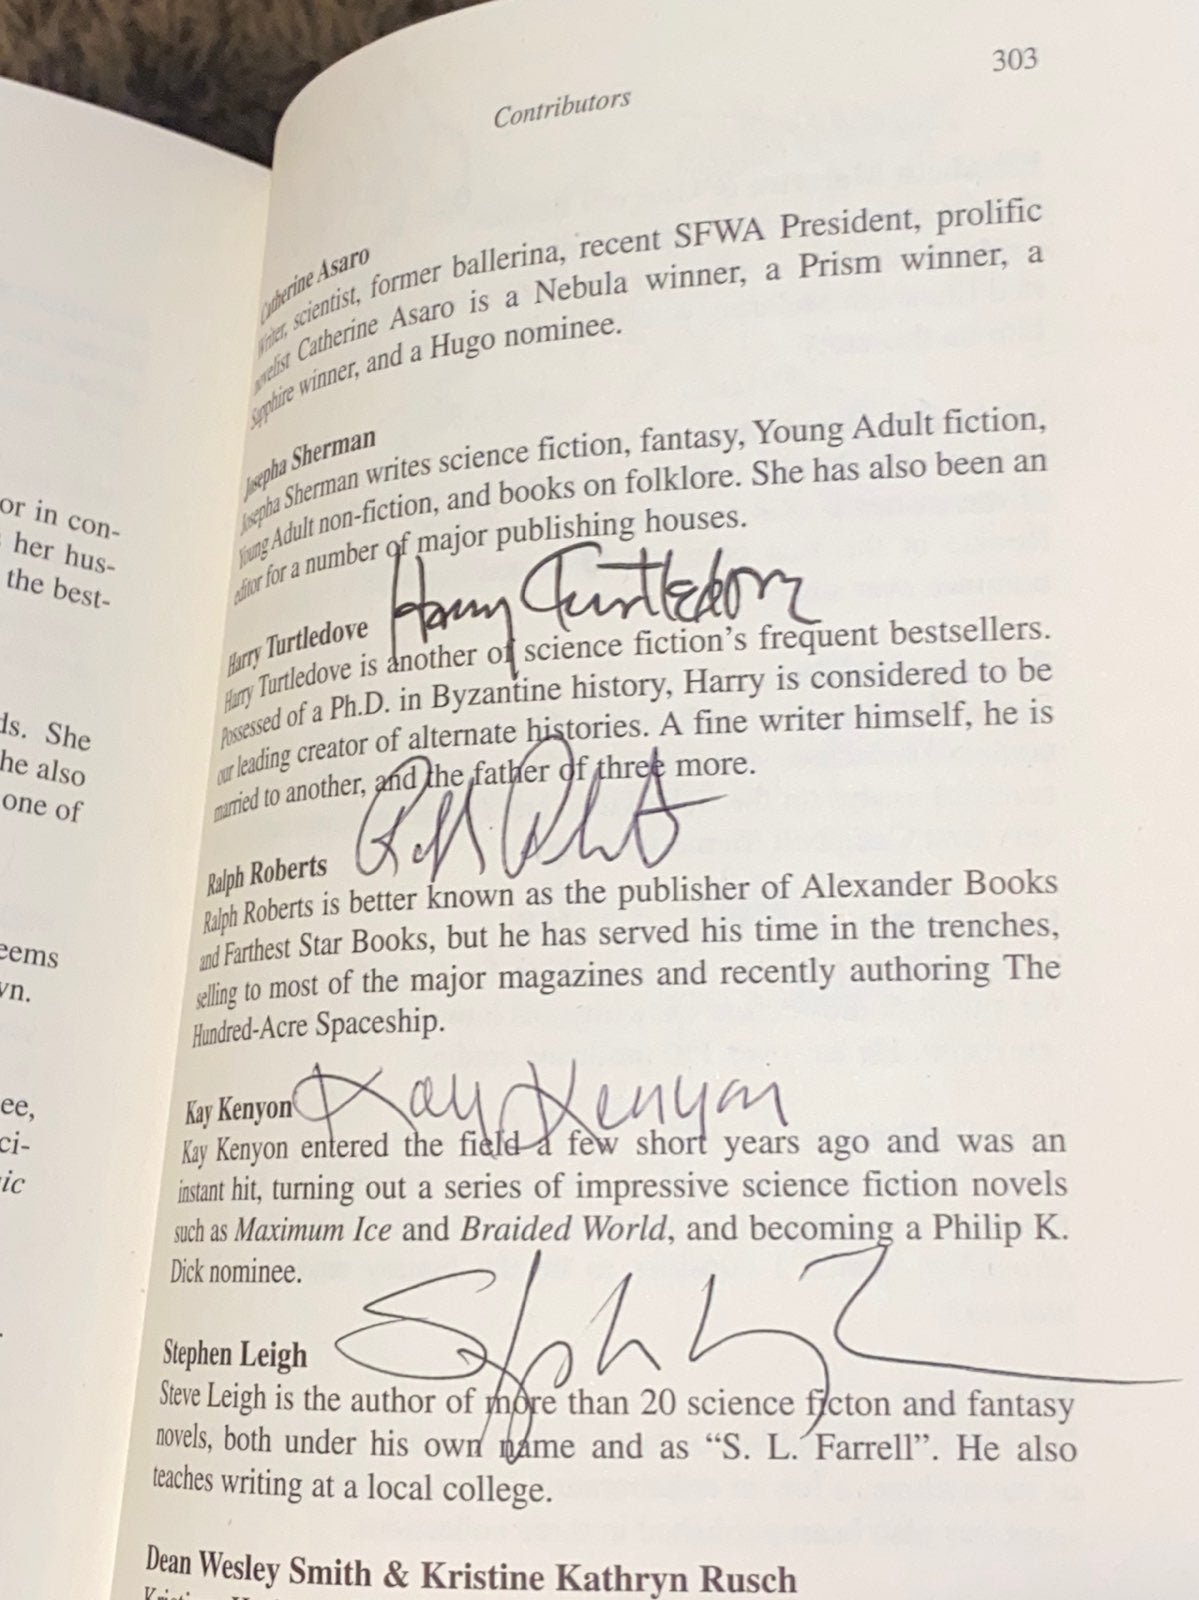 303
Contributors
or in con-
her hus-
the best-
ds. She
he also
one of
eems
wn.
ee,
ci-
ic
Catherine Asaro
Writer, scientist, former ballerina, recent SFWA President, prolific
novelist Catherine Asaro is a Nebula winner, a Prism winner, a
Sapphire winner, and a Hugo nominee.
Josepha Sherman
Josepha Sherman writes science fiction, fantasy, Young Adult fiction,
Young Adult non-fiction, and books on folklore. She has also been an
editor for a number of major publishing houses.
Harry Turtledove Harry Turtledove
Harry Turtledove is another of science fiction's frequent bestsellers.
Possessed of a Ph.D. in Byzantine history, Harry is considered to be
our leading creator of alternate histories. A fine writer himself, he is
married to another, and the father of three more.
Ralph Roberts Ralph Roberts
Ralph Roberts is better known as the publisher of Alexander Books
and Farthest Star Books, but he has served his time in the trenches,
selling to most of the major magazines and recently authoring The
Hundred-Acre Spaceship.
Kay Kenyon Kay Kenyon
Kay Kenyon entered the field a few short years ago and was an
instant hit, turning out a series of impressive science fiction novels
such as Maximum Ice and Braided World, and becoming a Philip K.
Dick nominee.
Stephen Leigh
Steve Leigh is the author of more than 20 science ficton and fantasy
novels, both under his own name and as “S. L. Farrell”. He also
teaches writing at a local college.
Dean Wesley Smith & Kristine Kathryn Rusch